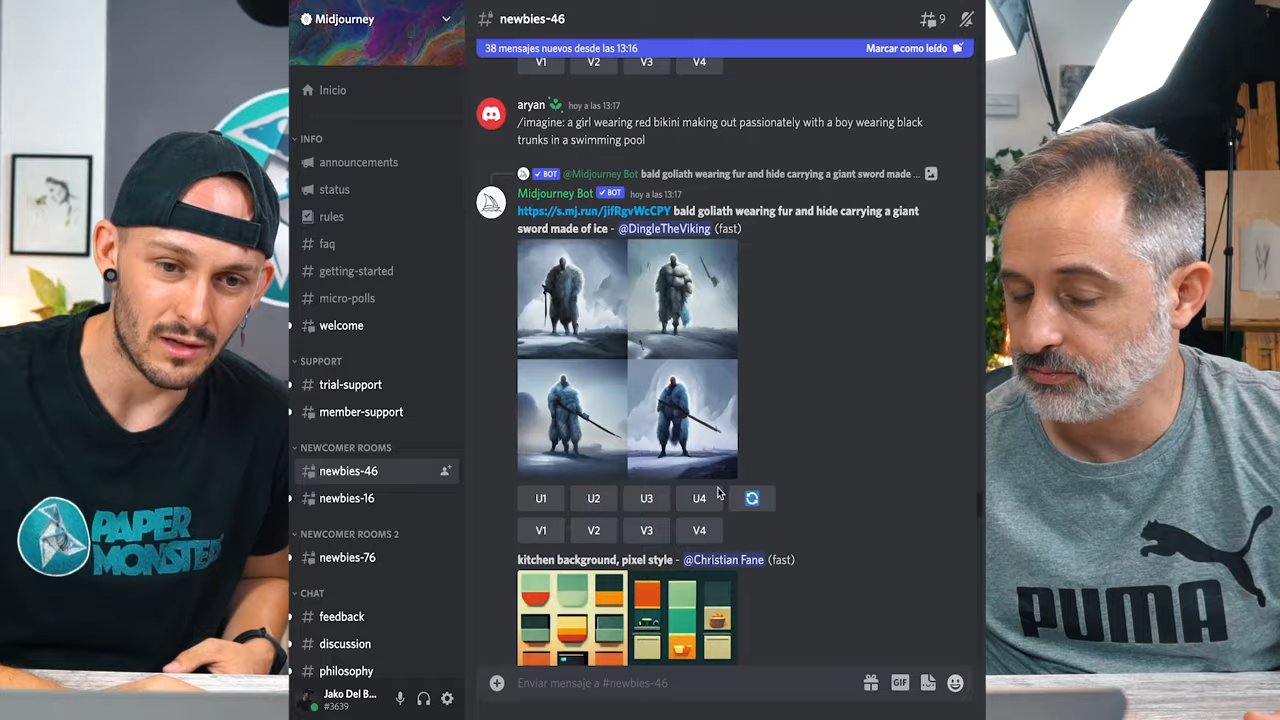 Midjourney
Inicio
INFO
announcements
status
rules
faq
getting-started
micro-polls
welcome
SUPPORT
trial-support
member-support
NEWCOMER ROOMS
newbies-46
newbies-16
NEWCOMER ROOMS 2
newbies-76
CHAT
feedback
discussion
philosophy
Jako Del B...
#3639
newbies-46
9
38 mensajes nuevos desde las 13:16
Marcar como leído
V1 V2 V3 V4
aryan hoy a las 13:17
/imagine: a girl wearing red bikini making out passionately with a boy wearing black
trunks in a swimming pool
BOT @Midjourney Bot bald goliath wearing fur and hide carrying a giant sword made ...
Midjourney Bot BOT hoy a las 13:17
https://s.mj.run/jifRgvWcCPY bald goliath wearing fur and hide carrying a giant
sword made of ice - @DingleTheViking (fast)
U1 U2 U3 U4
V1 V2 V3 V4
kitchen background, pixel style - @Christian Fane (fast)
Enviar mensaje a #newbies-46
GIF
PAPER
MONSTERS
PUMA